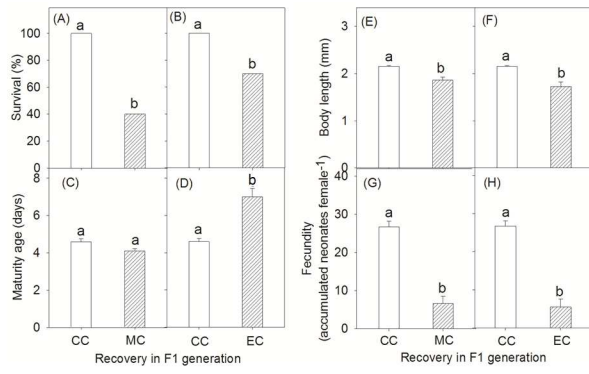 (A)
a
b
(B)
a
b
Survival (%)
100
80
60
40
20
0
(C)
a
a
(D)
a
b
Maturity age (days)
8
6
4
2
0
CC
MC
CC
EC
Recovery in F1 generation
(E)
a
b
(F)
a
b
Body length (mm)
3
2
1
0
(G)
a
b
(H)
a
b
Fecundity
(accumulated neonates female⁻¹)
40
30
20
10
0
CC
MC
CC
EC
Recovery in F1 generation